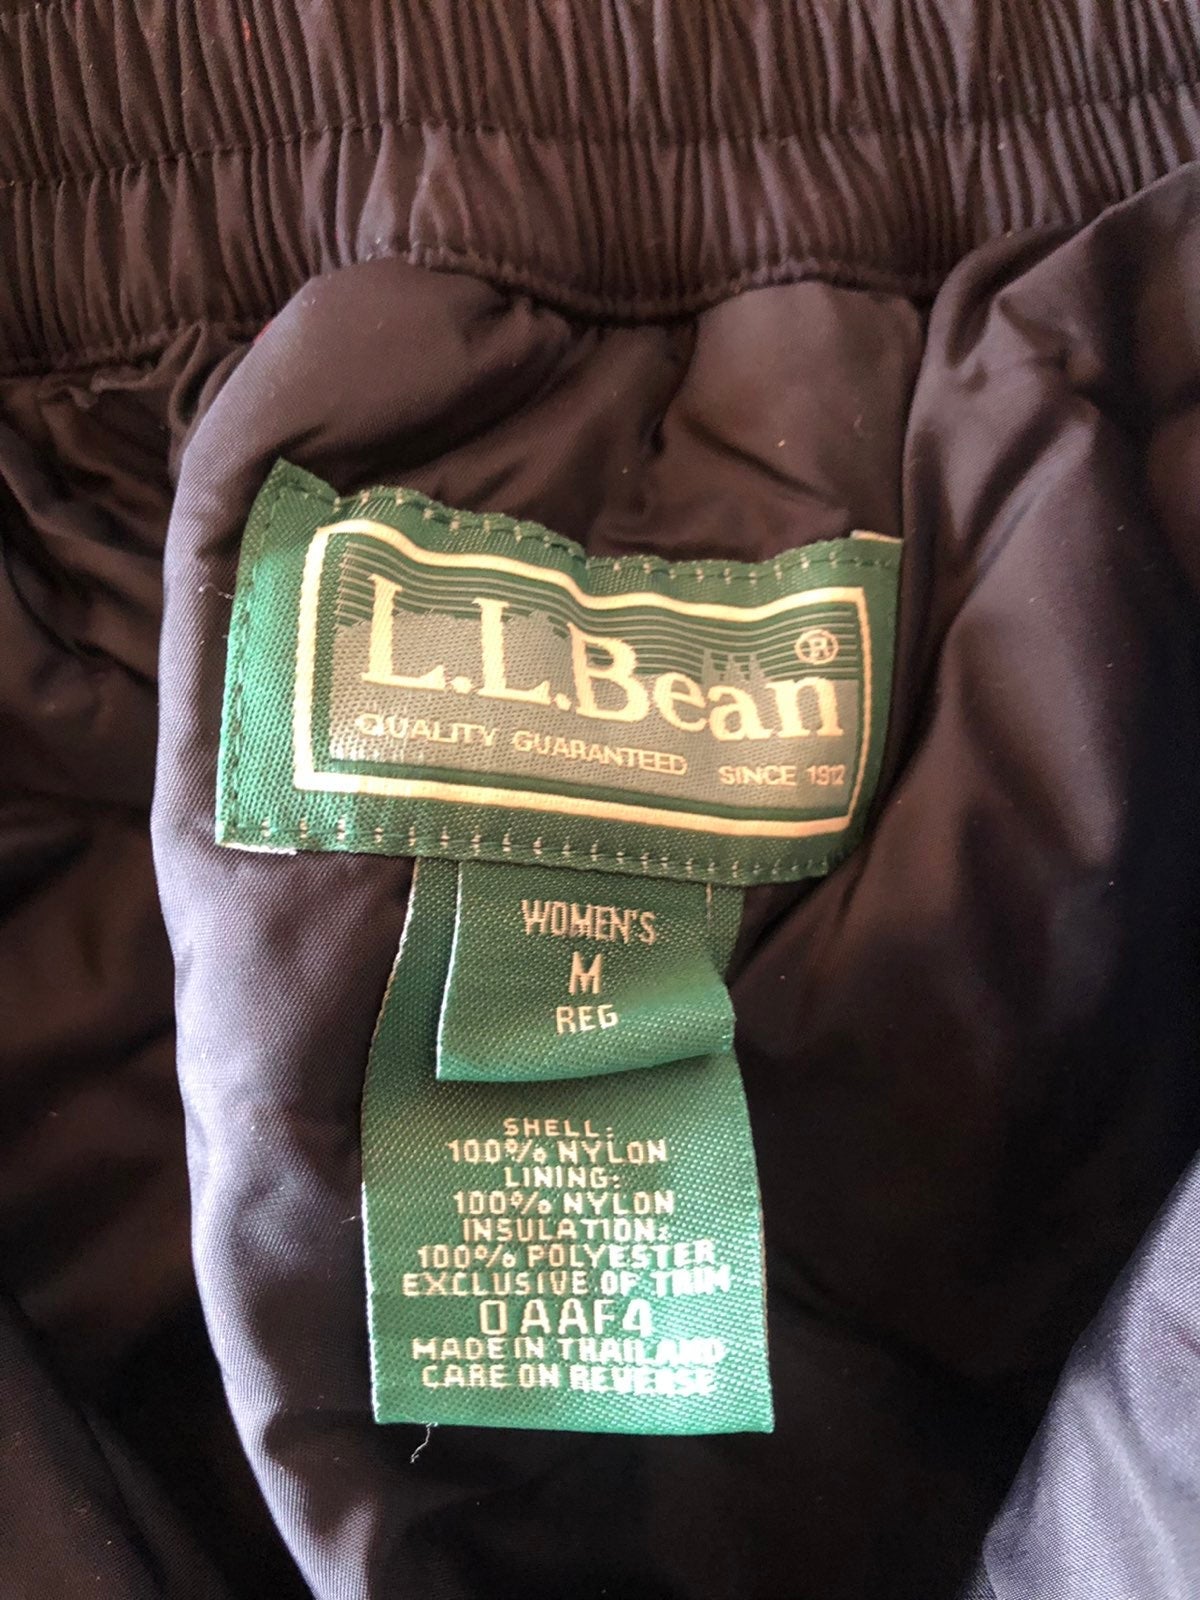 L.L.Bean ®
QUALITY GUARANTEED SINCE 1912
WOMEN'S
M
REG
SHELL:
100% NYLON
LINING:
100% NYLON
INSULATION:
100% POLYESTER
EXCLUSIVE OF TRIM
0AAF4
MADE IN THAILAND
CARE ON REVERSE